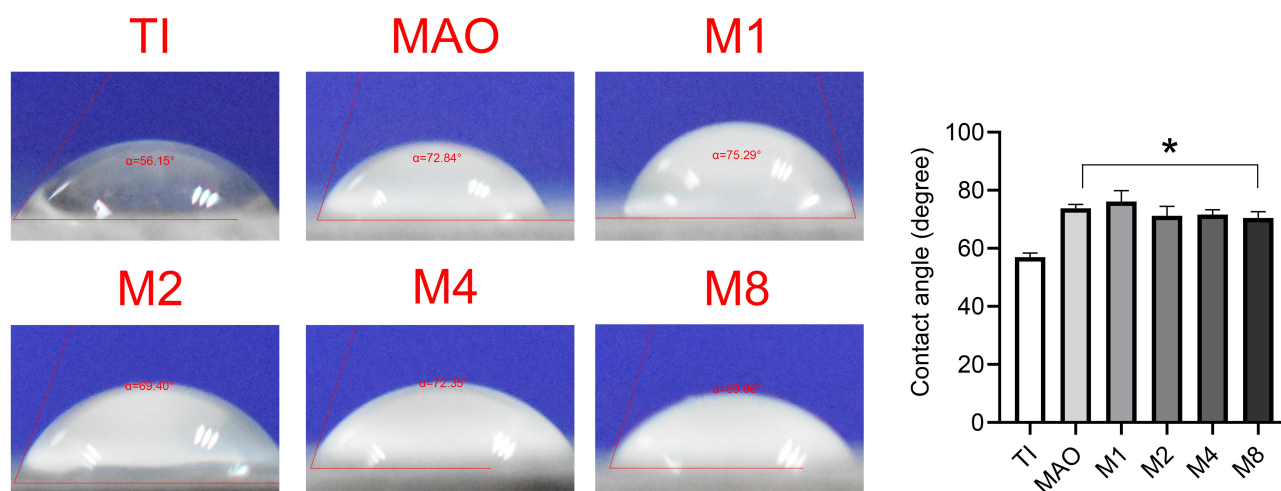 TI
MAO
M1
α=56.15°
α=72.84°
α=75.29°
M2
M4
M8
α=69.40°
α=72.35°
Contact angle (degree)
100
80
60
40
20
0
*
TI
MAO
M1
M2
M4
M8